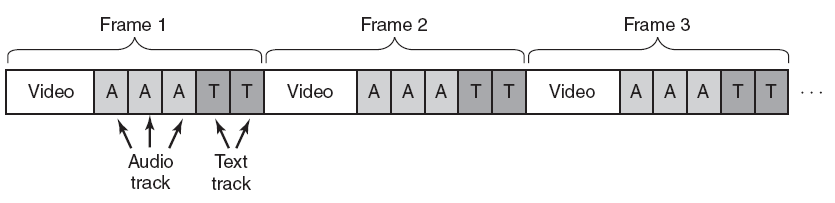 Frame 1 Frame 2 Frame 3
Video A A A T T Video A A A T T Video A A A T T ...
Audio Text
track track